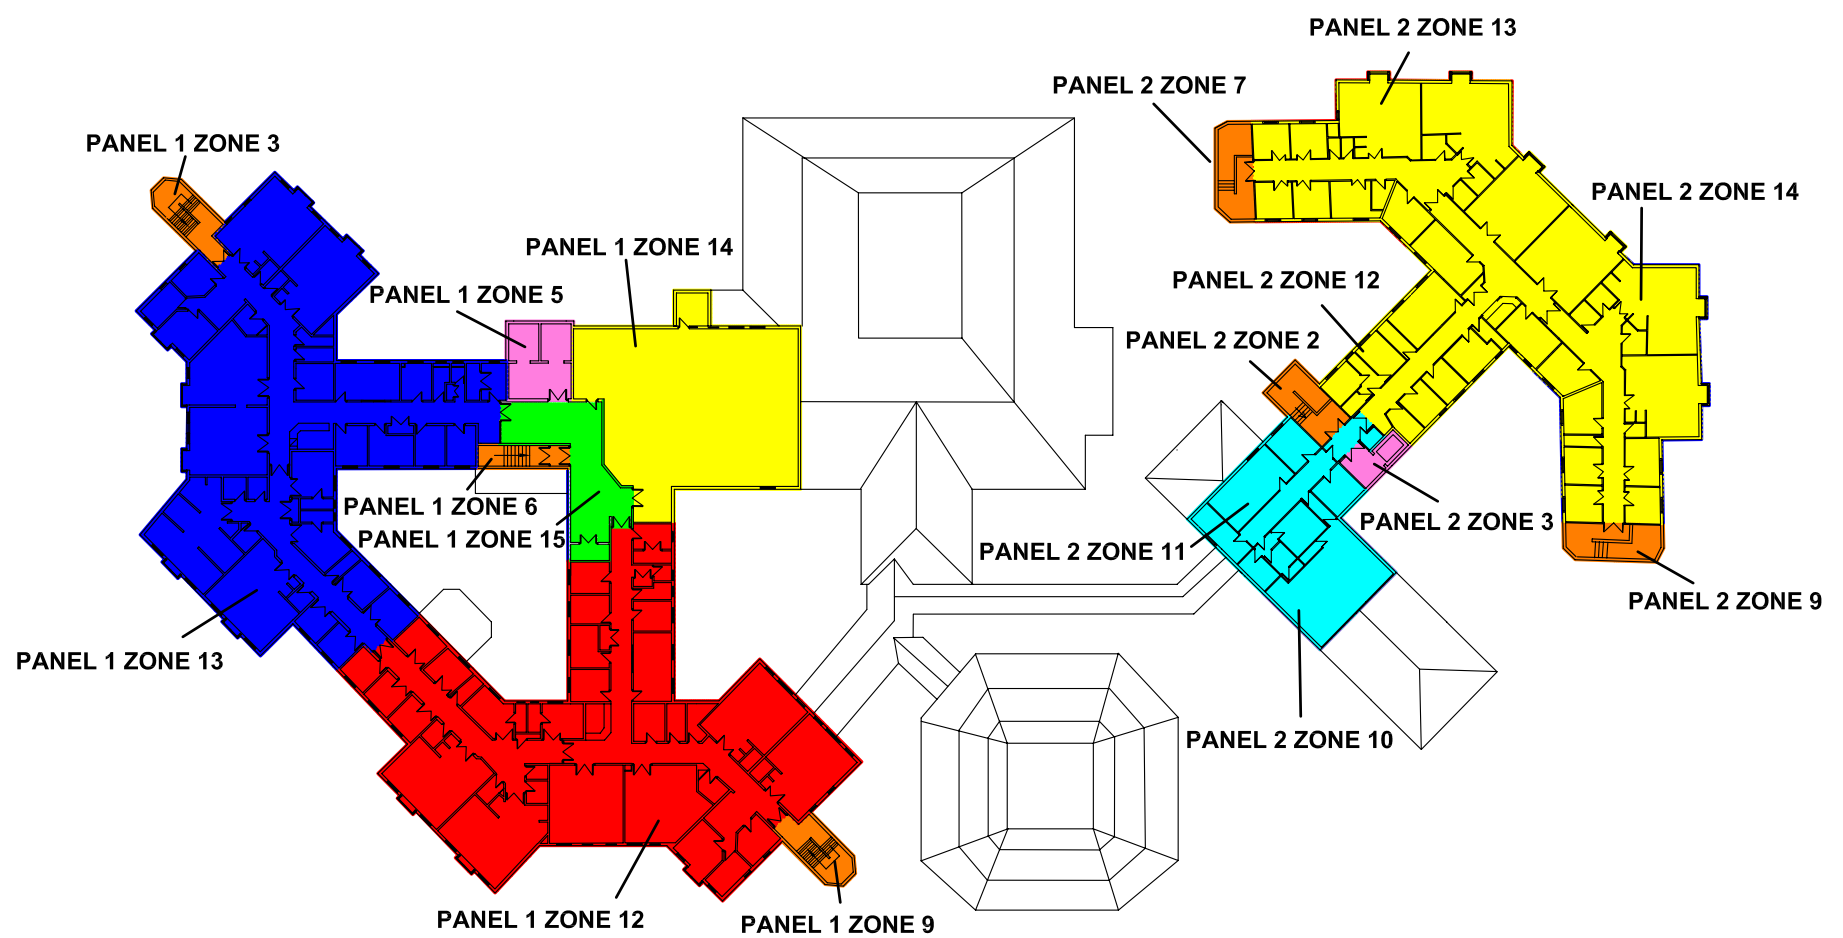 PANEL 2 ZONE 13
PANEL 2 ZONE 7
PANEL 1 ZONE 3
PANEL 2 ZONE 14
PANEL 1 ZONE 14
PANEL 2 ZONE 12
PANEL 1 ZONE 5
PANEL 2 ZONE 2
PANEL 1 ZONE 6
PANEL 2 ZONE 3
PANEL 1 ZONE 15
PANEL 2 ZONE 11
PANEL 2 ZONE 9
PANEL 1 ZONE 13
PANEL 2 ZONE 10
PANEL 1 ZONE 12
PANEL 1 ZONE 9